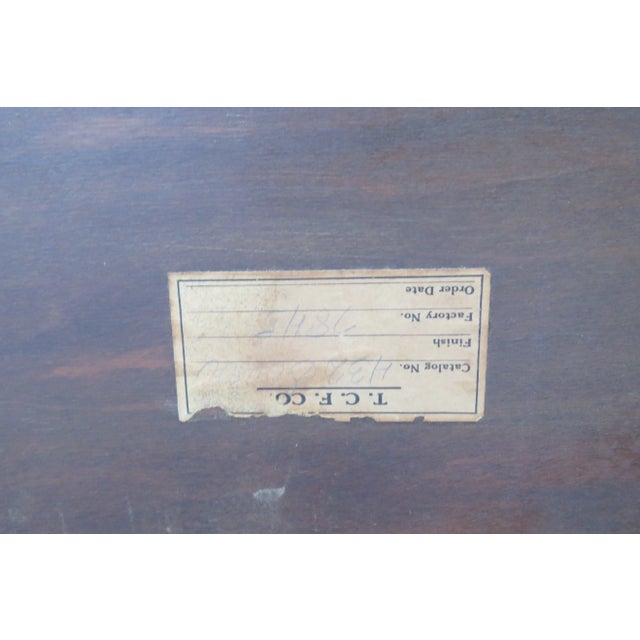 T. C. F. CO.
Catalog No.
Finish
Factory No.
Order Date